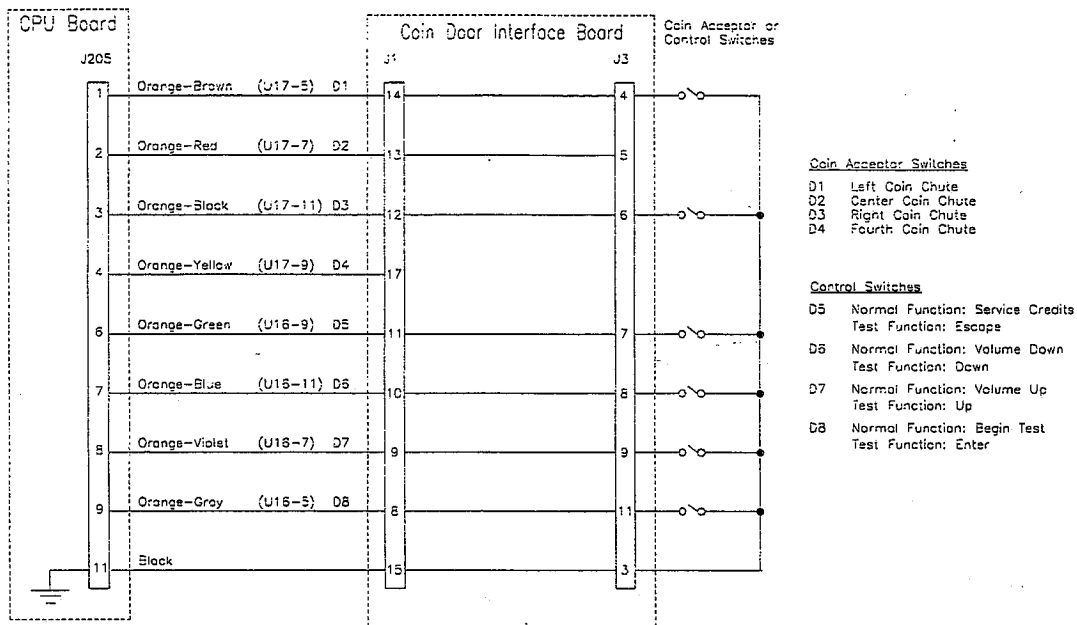 CPU Board
Coin Door Interface Board
Coin Acceptor or
Control Switches
J205
J1
J3
1 Orange-Brown (U17-5) D1 14 4
2 Orange-Red (U17-7) D2 13 5
3 Orange-Black (U17-11) D3 12 6
4 Orange-Yellow (U17-9) D4 17
6 Orange-Green (U16-9) D5 11 7
7 Orange-Blue (U16-11) D6 10 8
8 Orange-Violet (U16-7) D7 9 9
9 Orange-Gray (U16-5) D8 8 11
11 Black 15 3
Coin Acceptor Switches
D1 Left Coin Chute
D2 Center Coin Chute
D3 Right Coin Chute
D4 Fourth Coin Chute
Control Switches
D5 Normal Function: Service Credits
Test Function: Escape
D6 Normal Function: Volume Down
Test Function: Down
D7 Normal Function: Volume Up
Test Function: Up
D8 Normal Function: Begin Test
Test Function: Enter